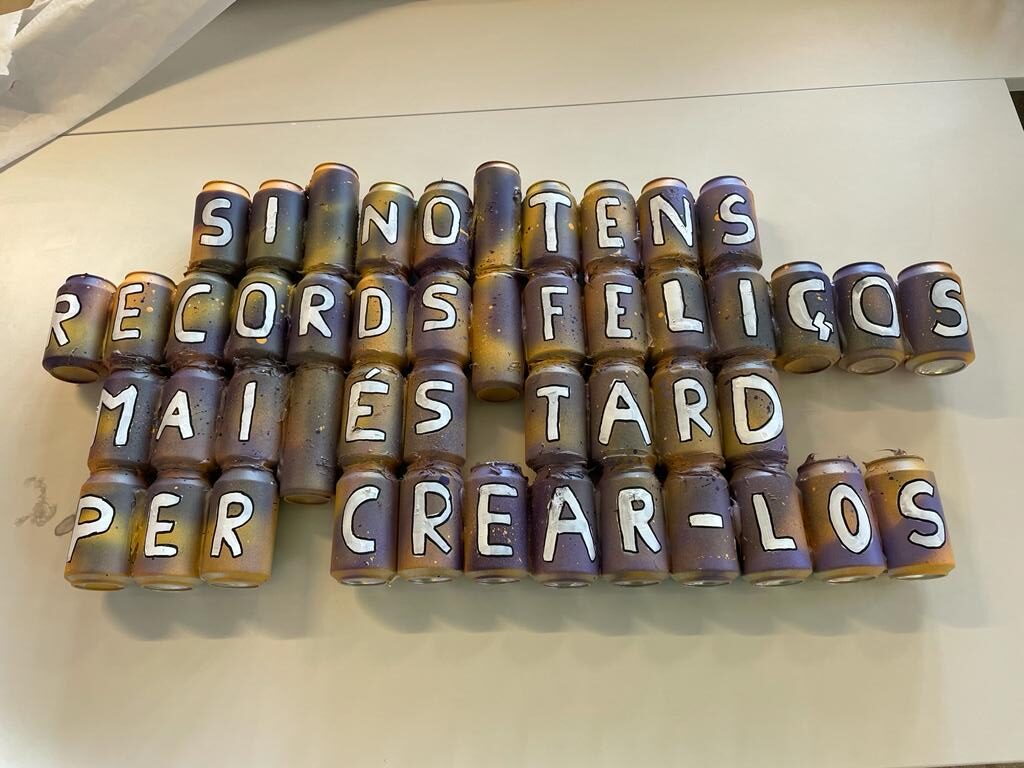 SI NO TENS
RECORDS FELIÇOS
MAI ÉS TARD
PER CREAR-LOS